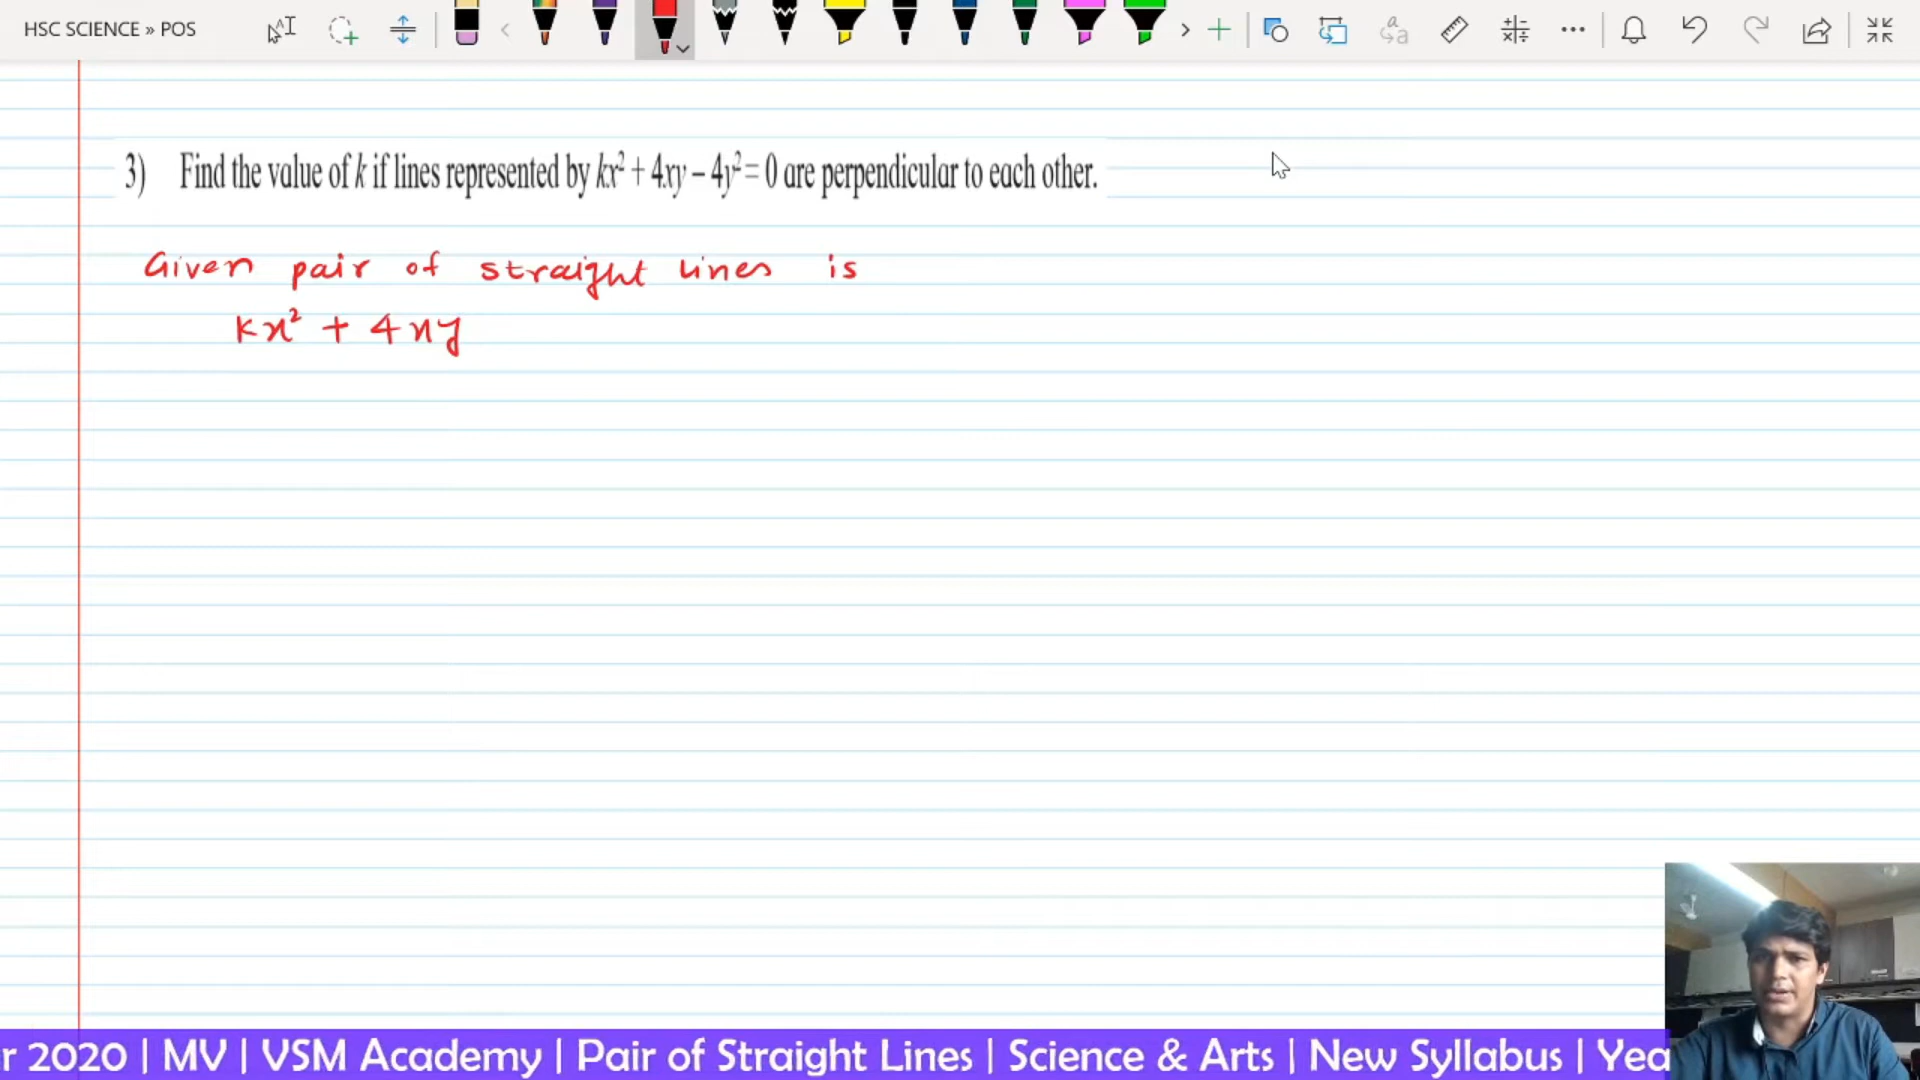 HSC SCIENCE » POS
3) Find the value of k if lines represented by kx² + 4xy – 4y² = 0 are perpendicular to each other.
Given pair of straight lines is
kx² + 4xy
r 2020 | MV | VSM Academy | Pair of Straight Lines | Science & Arts | New Syllabus | Yea